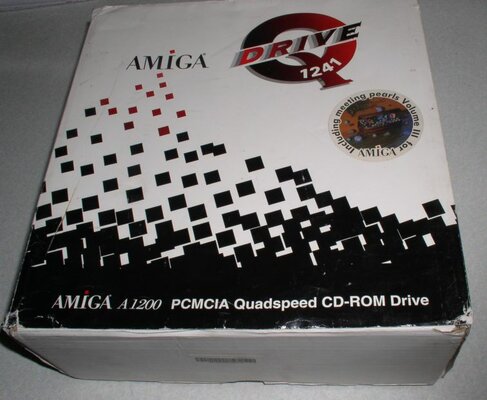 AMIGA
Q
DRIVE
1241
Including meeting pearls Volume III for
AMIGA
AMIGA A1200 PCMCIA Quadspeed CD-ROM Drive